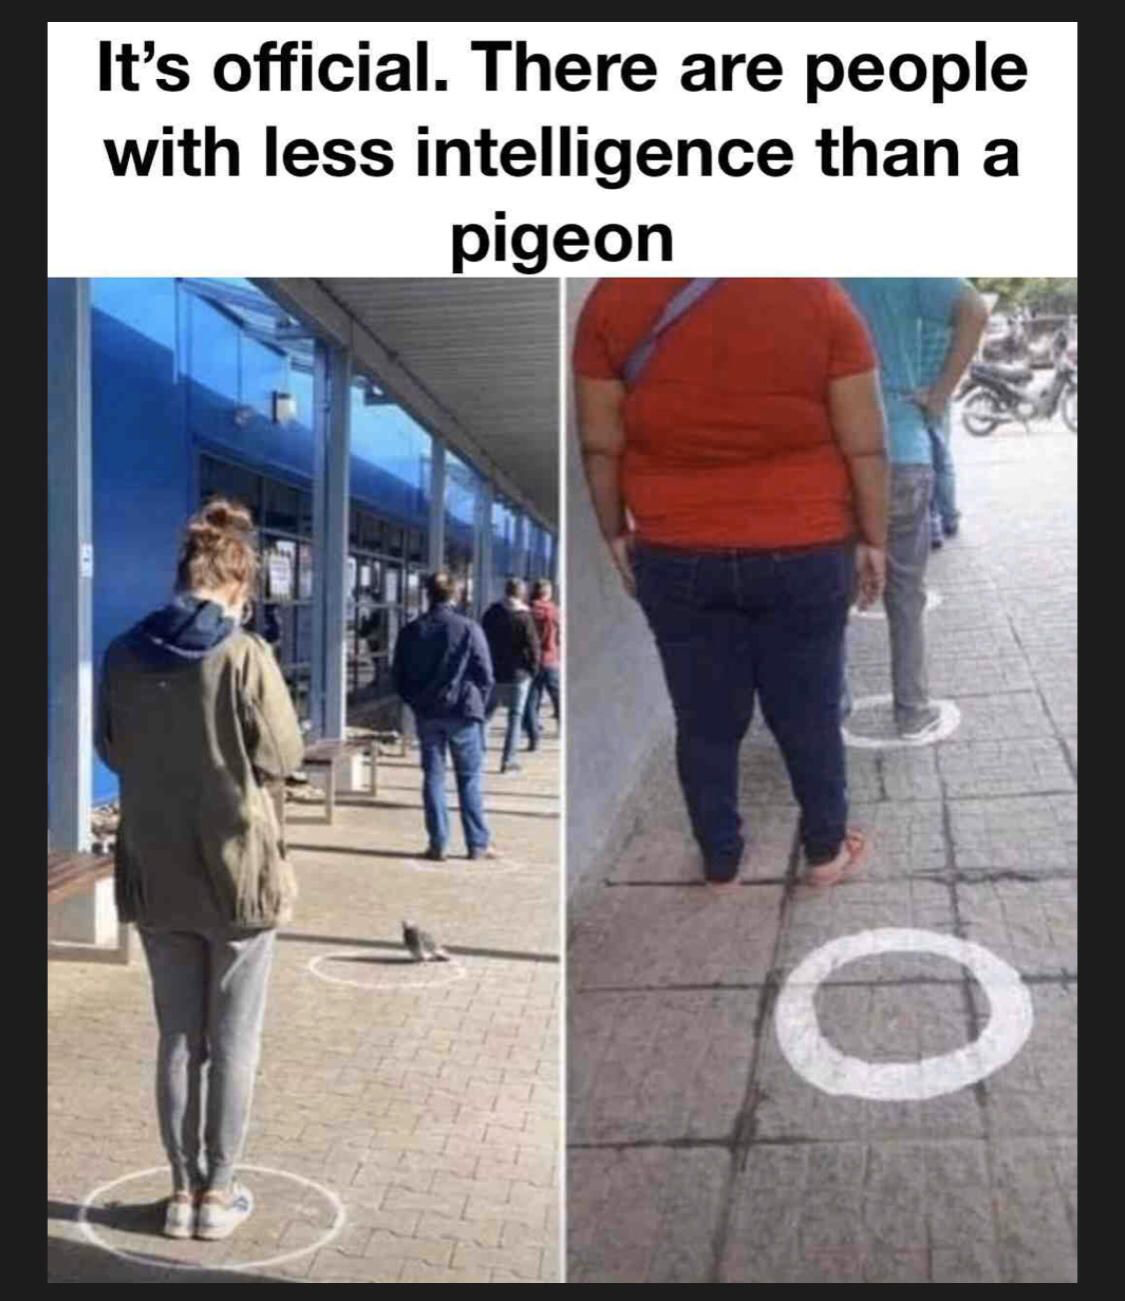 It’s official. There are people
with less intelligence than a
pigeon